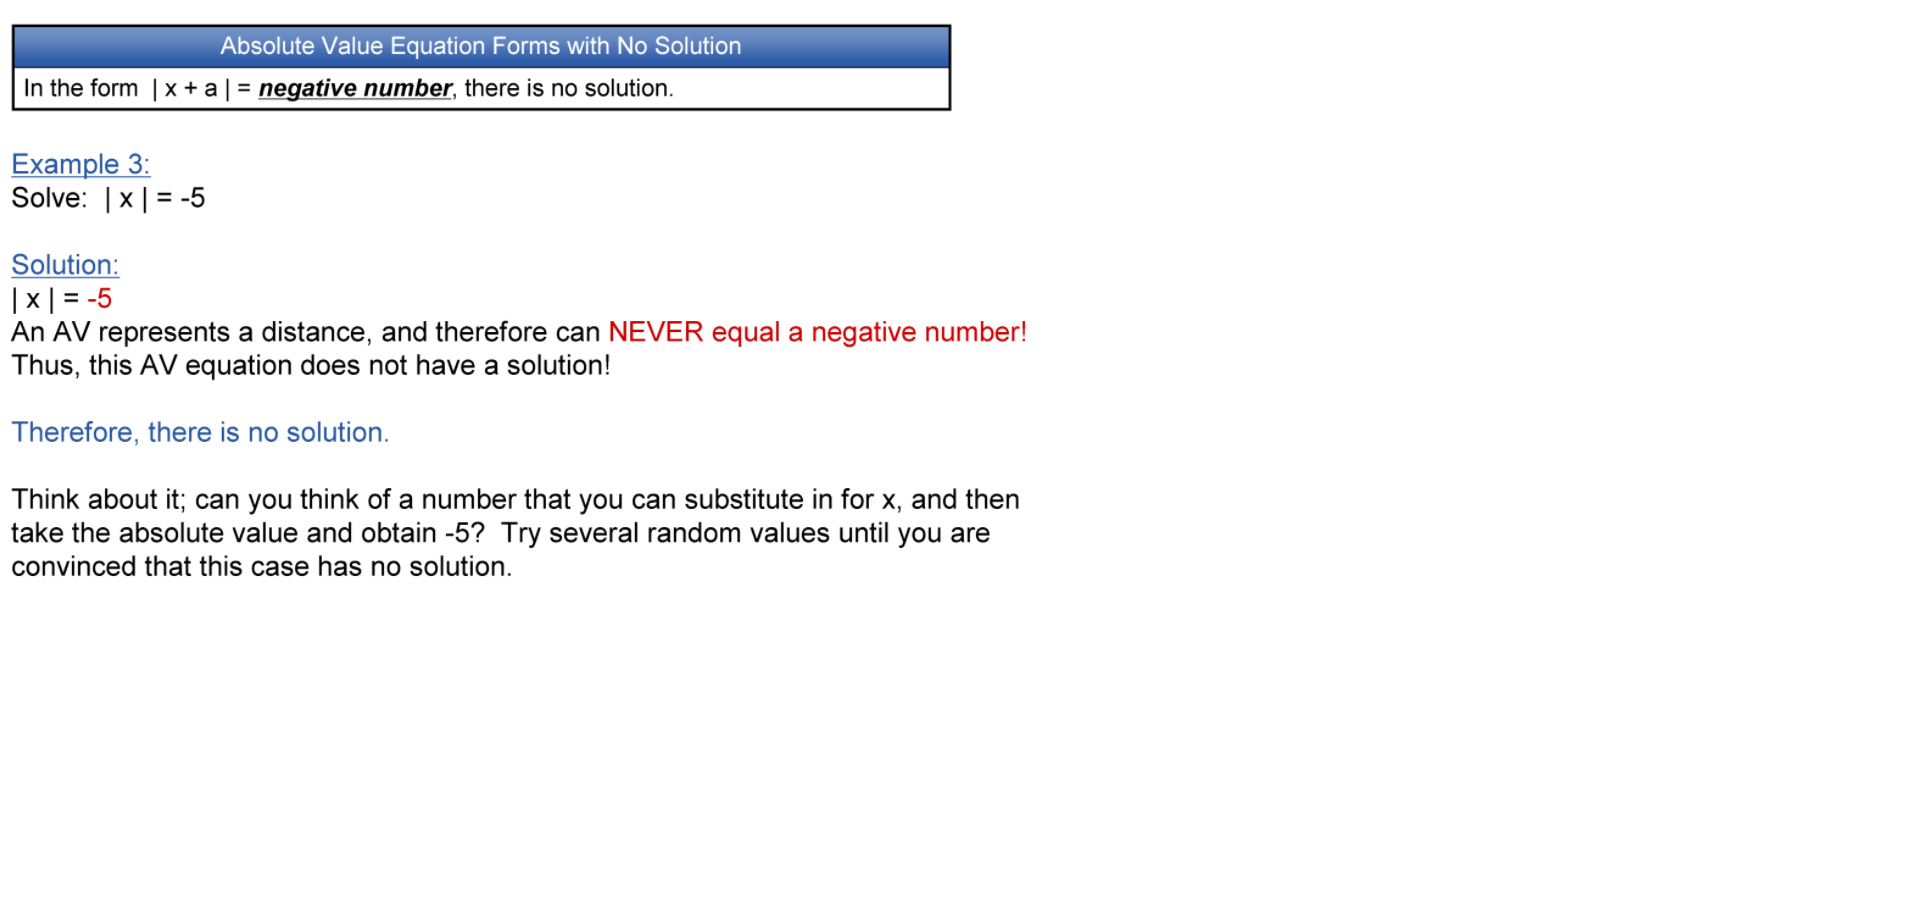 Absolute Value Equation Forms with No Solution
In the form | x + a | = negative number, there is no solution.
Example 3:
Solve: | x | = -5
Solution:
| x | = -5
An AV represents a distance, and therefore can NEVER equal a negative number!
Thus, this AV equation does not have a solution!
Therefore, there is no solution.
Think about it; can you think of a number that you can substitute in for x, and then
take the absolute value and obtain -5? Try several random values until you are
convinced that this case has no solution.